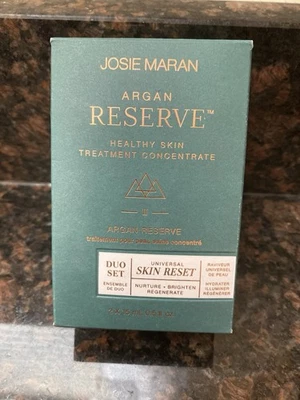 JOSIE MARAN
ARGAN
RESERVE™
HEALTHY SKIN
TREATMENT CONCENTRATE
ARGAN RESERVE
concentré
DUO
SET
ENSEMBLE
DE DUO
UNIVERSAL
SKIN RESET
NURTURE + BRIGHTEN
REGENERATE
RAVIVEUR
UNIVERSEL
DE PEAU
HYDRATER
ILLUMINER
RÉGÉNÉRER